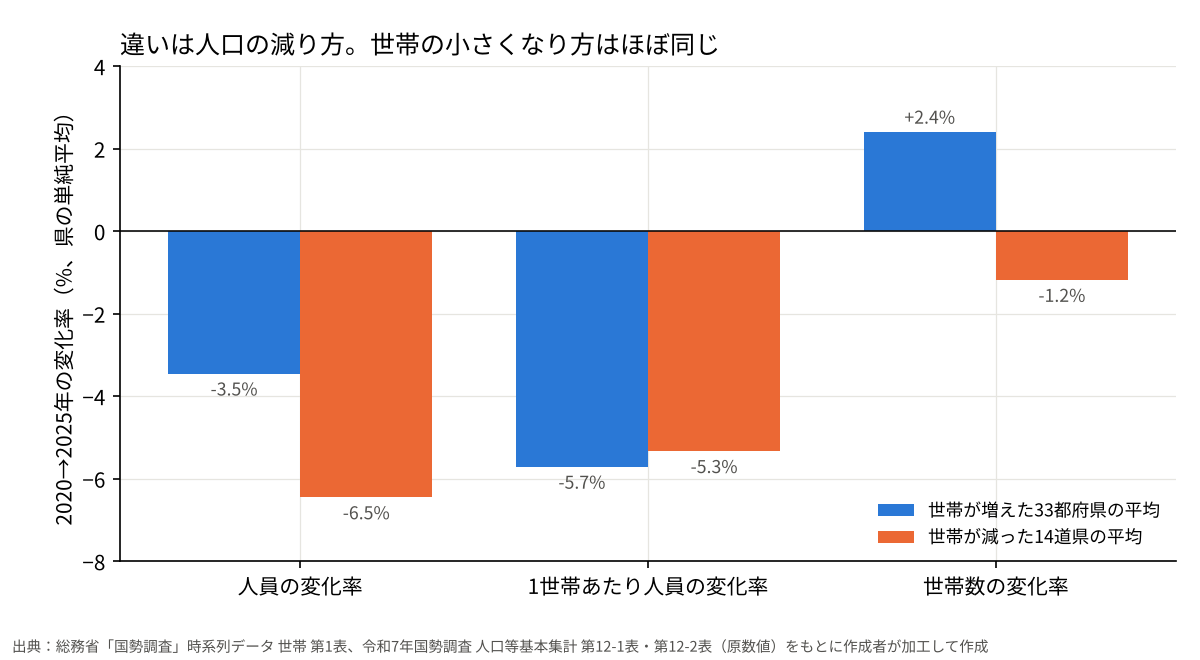 違いは人口の減り方。世帯の小さくなり方はほぼ同じ
2020→2025年の変化率（%、県の単純平均）
4
2
0
−2
−4
−6
−8
-3.5%
-6.5%
-5.7%
-5.3%
+2.4%
-1.2%
世帯が増えた33都府県の平均
世帯が減った14道県の平均
人員の変化率
1世帯あたり人員の変化率
世帯数の変化率
出典：総務省「国勢調査」時系列データ 世帯 第1表、令和7年国勢調査 人口等基本集計 第12-1表・第12-2表（原数値）をもとに作成者が加工して作成